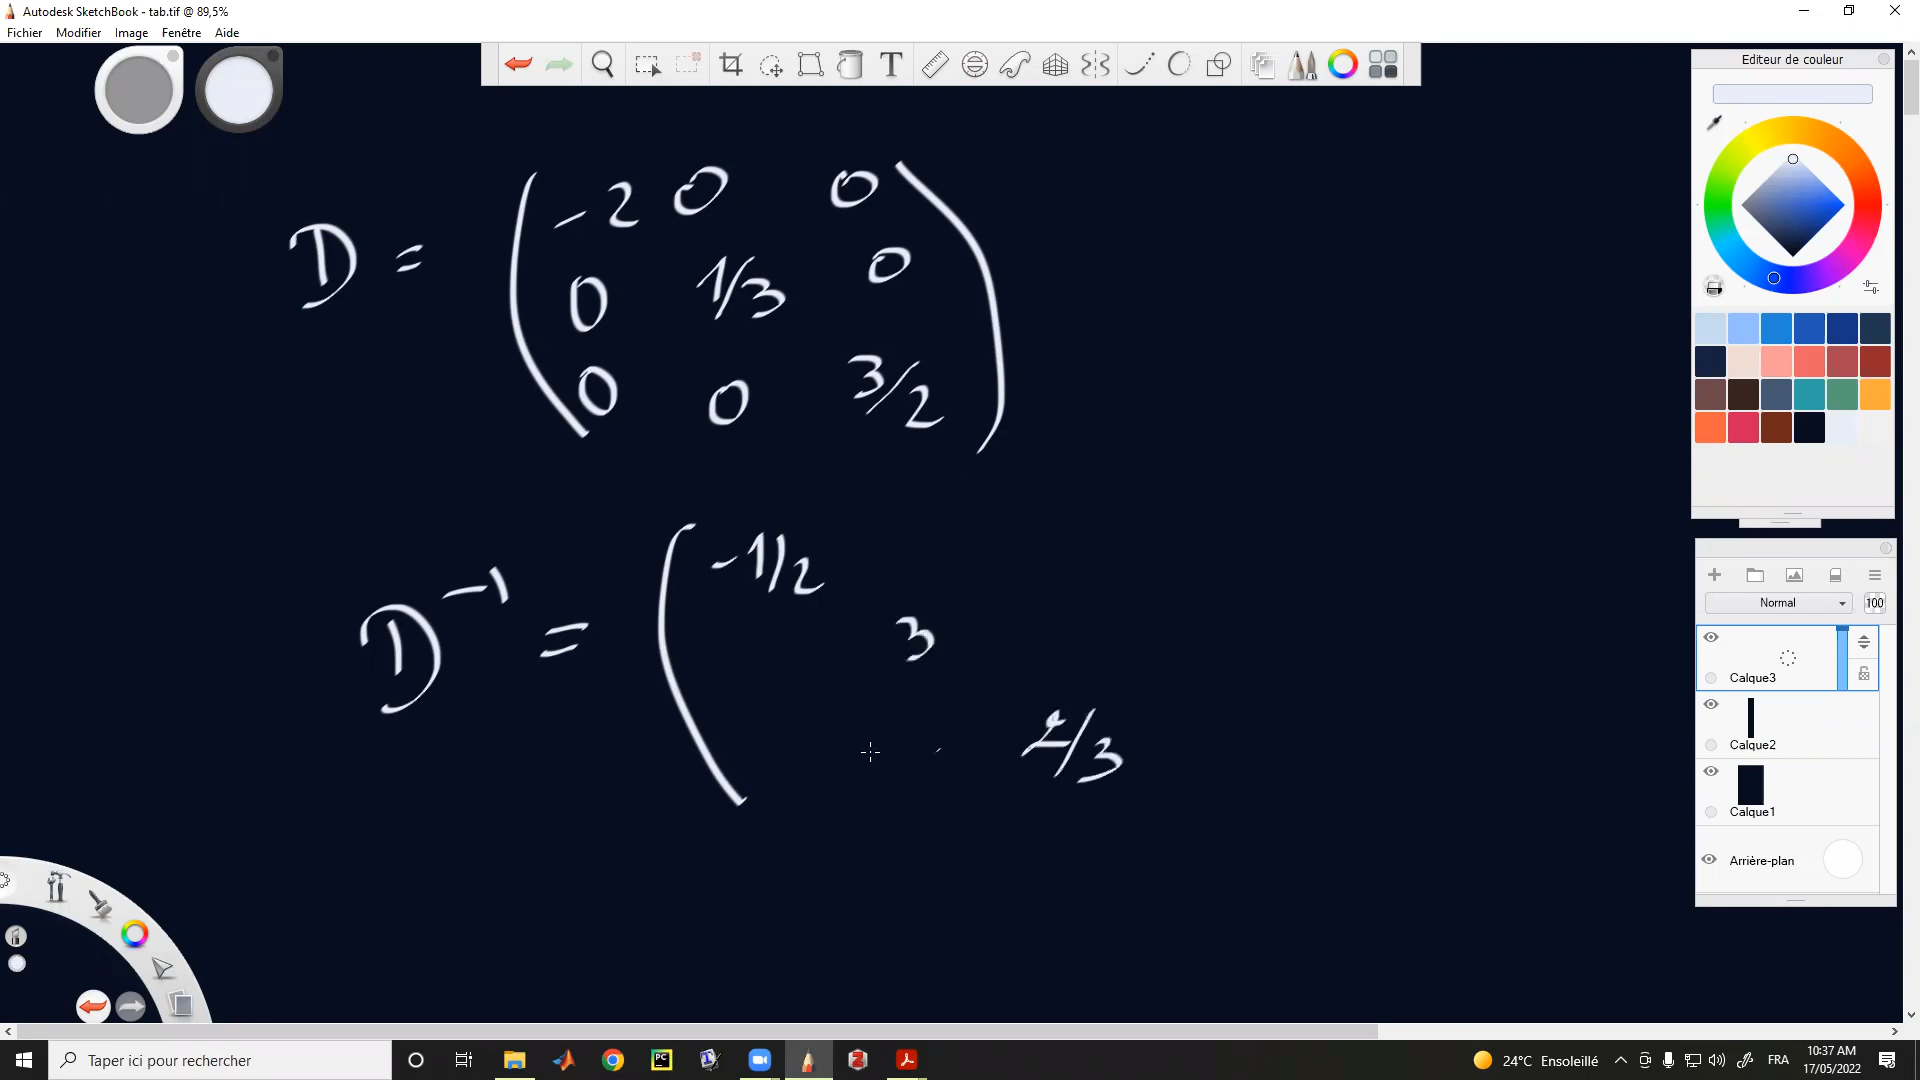 Autodesk SketchBook - tab.tif @ 89,5%
Fichier Modifier Image Fenêtre Aide
T
Editeur de couleur
D = ( -2 0 0
0 1/3 0
0 0 3/2 )
D⁻¹ = ( -1/2
3
2/3
Normal 100
Calque3
Calque2
Calque1
Arrière-plan
Taper ici pour rechercher
PC
24°C Ensoleillé
FRA
10:37 AM
17/05/2022